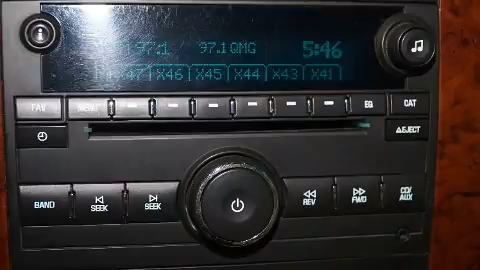 97.1 / 97.1 QMG 5:46
X47 X46 X45 X44 X43 X41
FAV MENU EQ CAT
EJECT
BAND SEEK SEEK REV FWD CD/AUX